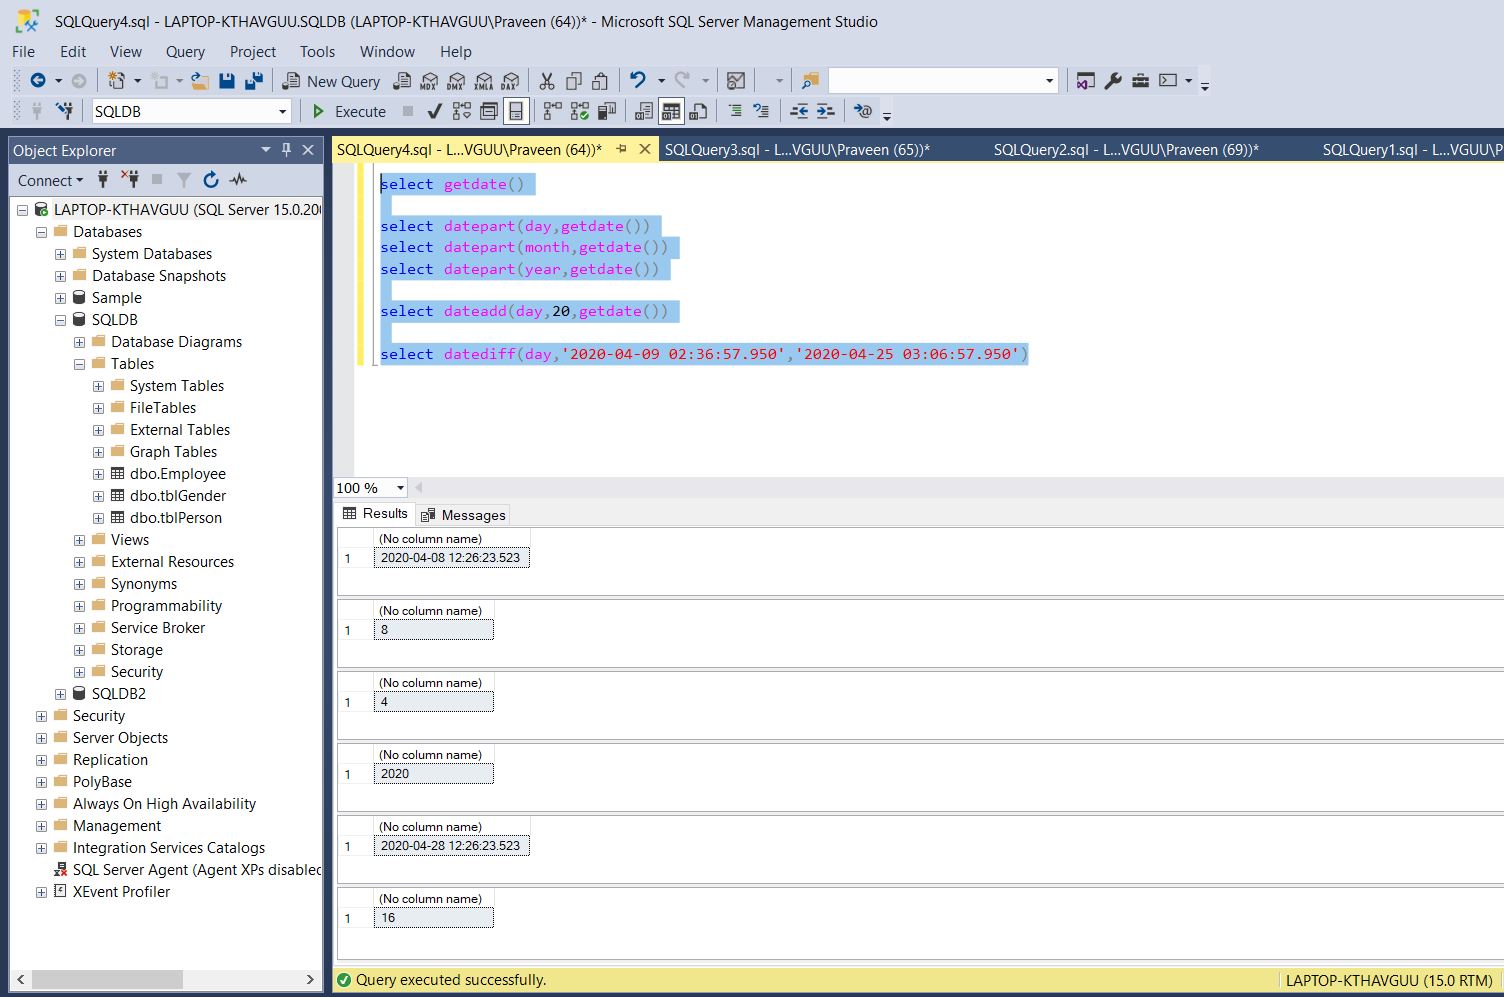 SQLQuery4.sql - LAPTOP-KTHAVGUU.SQLDB (LAPTOP-KTHAVGUU\Praveen (64))* - Microsoft SQL Server Management Studio
File Edit View Query Project Tools Window Help
New Query MDX DMX XMLA DAX
SQLDB Execute
Object Explorer
Connect
LAPTOP-KTHAVGUU (SQL Server 15.0.200
Databases
System Databases
Database Snapshots
Sample
SQLDB
Database Diagrams
Tables
System Tables
FileTables
External Tables
Graph Tables
dbo.Employee
dbo.tblGender
dbo.tblPerson
Views
External Resources
Synonyms
Programmability
Service Broker
Storage
Security
SQLDB2
Security
Server Objects
Replication
PolyBase
Always On High Availability
Management
Integration Services Catalogs
SQL Server Agent (Agent XPs disabled
XEvent Profiler
SQLQuery4.sql - L...VGUU\Praveen (64))* SQLQuery3.sql - L...VGUU\Praveen (65))* SQLQuery2.sql - L...VGUU\Praveen (69))* SQLQuery1.sql - L...VGUU\P
select getdate()
select datepart(day,getdate())
select datepart(month,getdate())
select datepart(year,getdate())
select dateadd(day,20,getdate())
select datediff(day,'2020-04-09 02:36:57.950','2020-04-25 03:06:57.950')
100 %
Results Messages
(No column name)
1 2020-04-08 12:26:23.523
(No column name)
1 8
(No column name)
1 4
(No column name)
1 2020
(No column name)
1 2020-04-28 12:26:23.523
(No column name)
1 16
Query executed successfully. LAPTOP-KTHAVGUU (15.0 RTM)